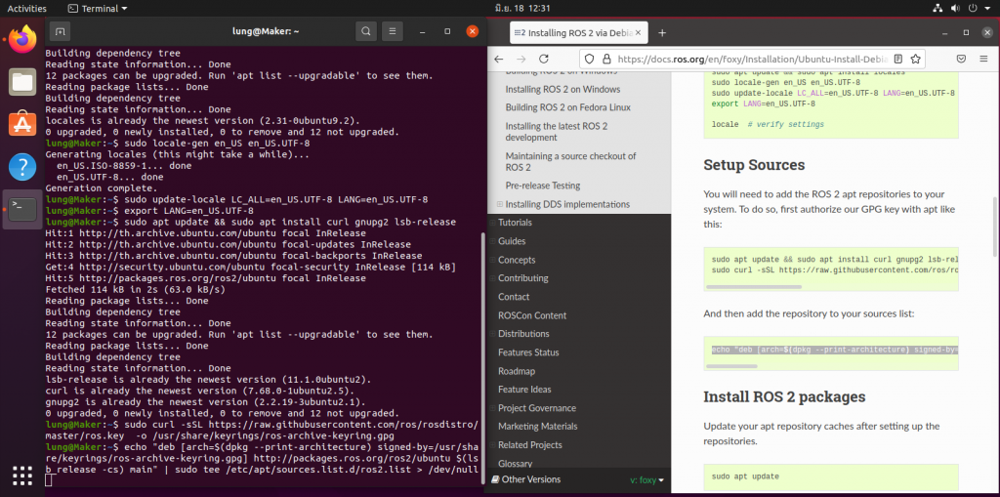 Activities
Terminal
มิ.ย. 18 12:31
lung@Maker: ~
Building dependency tree
Reading state information... Done
12 packages can be upgraded. Run 'apt list --upgradable' to see them.
Reading package lists... Done
Building dependency tree
Reading state information... Done
locales is already the newest version (2.31-0ubuntu9.2).
0 upgraded, 0 newly installed, 0 to remove and 12 not upgraded.
lung@Maker:~$ sudo locale-gen en_US en_US.UTF-8
Generating locales (this might take a while)...
en_US.ISO-8859-1... done
en_US.UTF-8... done
Generation complete.
lung@Maker:~$ sudo update-locale LC_ALL=en_US.UTF-8 LANG=en_US.UTF-8
lung@Maker:~$ export LANG=en_US.UTF-8
lung@Maker:~$ sudo apt update && sudo apt install curl gnupg2 lsb-release
Hit:1 http://th.archive.ubuntu.com/ubuntu focal InRelease
Hit:2 http://th.archive.ubuntu.com/ubuntu focal-updates InRelease
Hit:3 http://th.archive.ubuntu.com/ubuntu focal-backports InRelease
Get:4 http://security.ubuntu.com/ubuntu focal-security InRelease [114 kB]
Hit:5 http://packages.ros.org/ros2/ubuntu focal InRelease
Fetched 114 kB in 2s (63.0 kB/s)
Reading package lists... Done
Building dependency tree
Reading state information... Done
12 packages can be upgraded. Run 'apt list --upgradable' to see them.
Reading package lists... Done
Building dependency tree
Reading state information... Done
lsb-release is already the newest version (11.1.0ubuntu2).
curl is already the newest version (7.68.0-1ubuntu2.5).
gnupg2 is already the newest version (2.2.19-3ubuntu2.1).
0 upgraded, 0 newly installed, 0 to remove and 12 not upgraded.
lung@Maker:~$ sudo curl -sSL https://raw.githubusercontent.com/ros/rosdistro/
master/ros.key -o /usr/share/keyrings/ros-archive-keyring.gpg
lung@Maker:~$ echo "deb [arch=$(dpkg --print-architecture) signed-by=/usr/sha
re/keyrings/ros-archive-keyring.gpg] http://packages.ros.org/ros2/ubuntu $(ls
b_release -cs) main" | sudo tee /etc/apt/sources.list.d/ros2.list > /dev/null
2 Installing ROS 2 via Debia
https://docs.ros.org/en/foxy/Installation/Ubuntu-Install-Debia
Building ROS 2 on Windows
Installing ROS 2 on Windows
Building ROS 2 on Fedora Linux
Installing the latest ROS 2
development
Maintaining a source checkout of
ROS 2
Pre-release Testing
Installing DDS implementations
Tutorials
Guides
Concepts
Contributing
Contact
ROSCon Content
Distributions
Features Status
Roadmap
Feature Ideas
Project Governance
Marketing Materials
Related Projects
Glossary
Other Versions
v: foxy
sudo apt update && sudo apt install locales
sudo locale-gen en_US en_US.UTF-8
sudo update-locale LC_ALL=en_US.UTF-8 LANG=en_US.UTF-8
export LANG=en_US.UTF-8
locale # verify settings
Setup Sources
You will need to add the ROS 2 apt repositories to your
system. To do so, first authorize our GPG key with apt like
this:
sudo apt update && sudo apt install curl gnupg2 lsb-rel
sudo curl -sSL https://raw.githubusercontent.com/ros/ro
And then add the repository to your sources list:
echo "deb [arch=$(dpkg --print-architecture) signed-by=
Install ROS 2 packages
Update your apt repository caches after setting up the
repositories.
sudo apt update